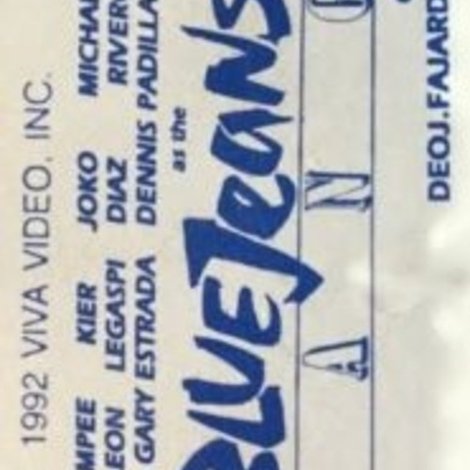 1992 VIVA VIDEO, INC.
MPEE KIER JOKO MICHA
EON LEGASPI DIAZ RIVERO
GARY ESTRADA DENNIS PADILLA
as the
BLUE Jeans
A N G
DEOJ.FAJARD